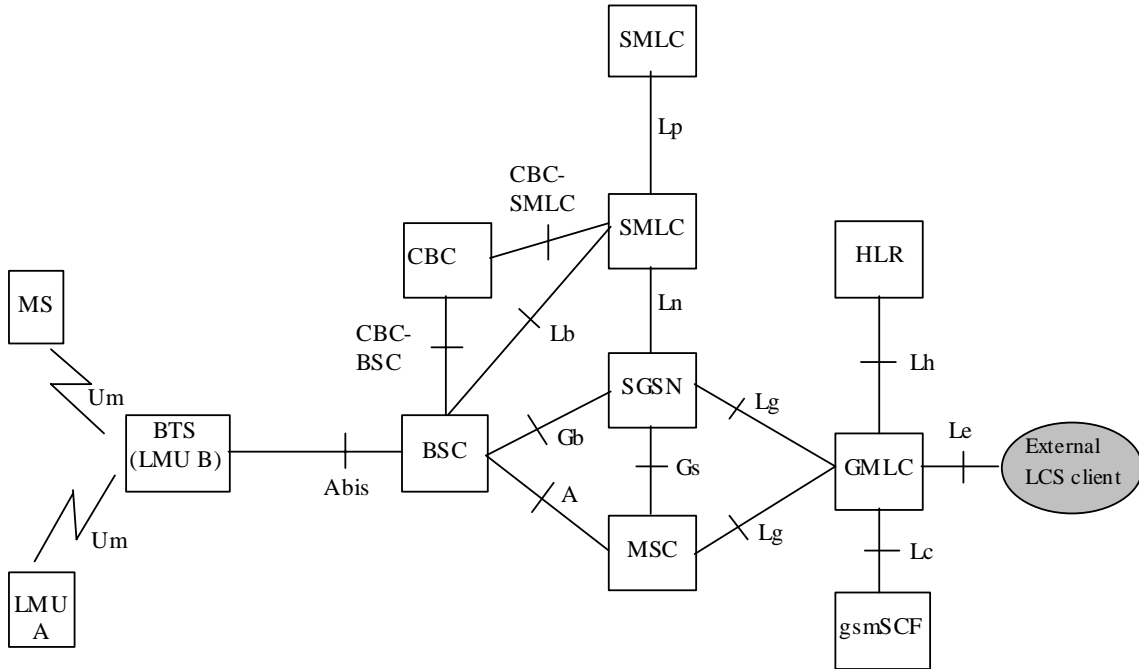 SMLC
Lp
CBC-
SMLC
SMLC
CBC
HLR
MS
Ln
Lb
CBC-
BSC
Lh
SGSN
Um
Lg
BTS
(LMU B)
BSC
Gb
Le
External
LCS client
GMLC
Gs
Abis
A
Um
MSC
Lg
Lc
LMU
A
gsmSCF